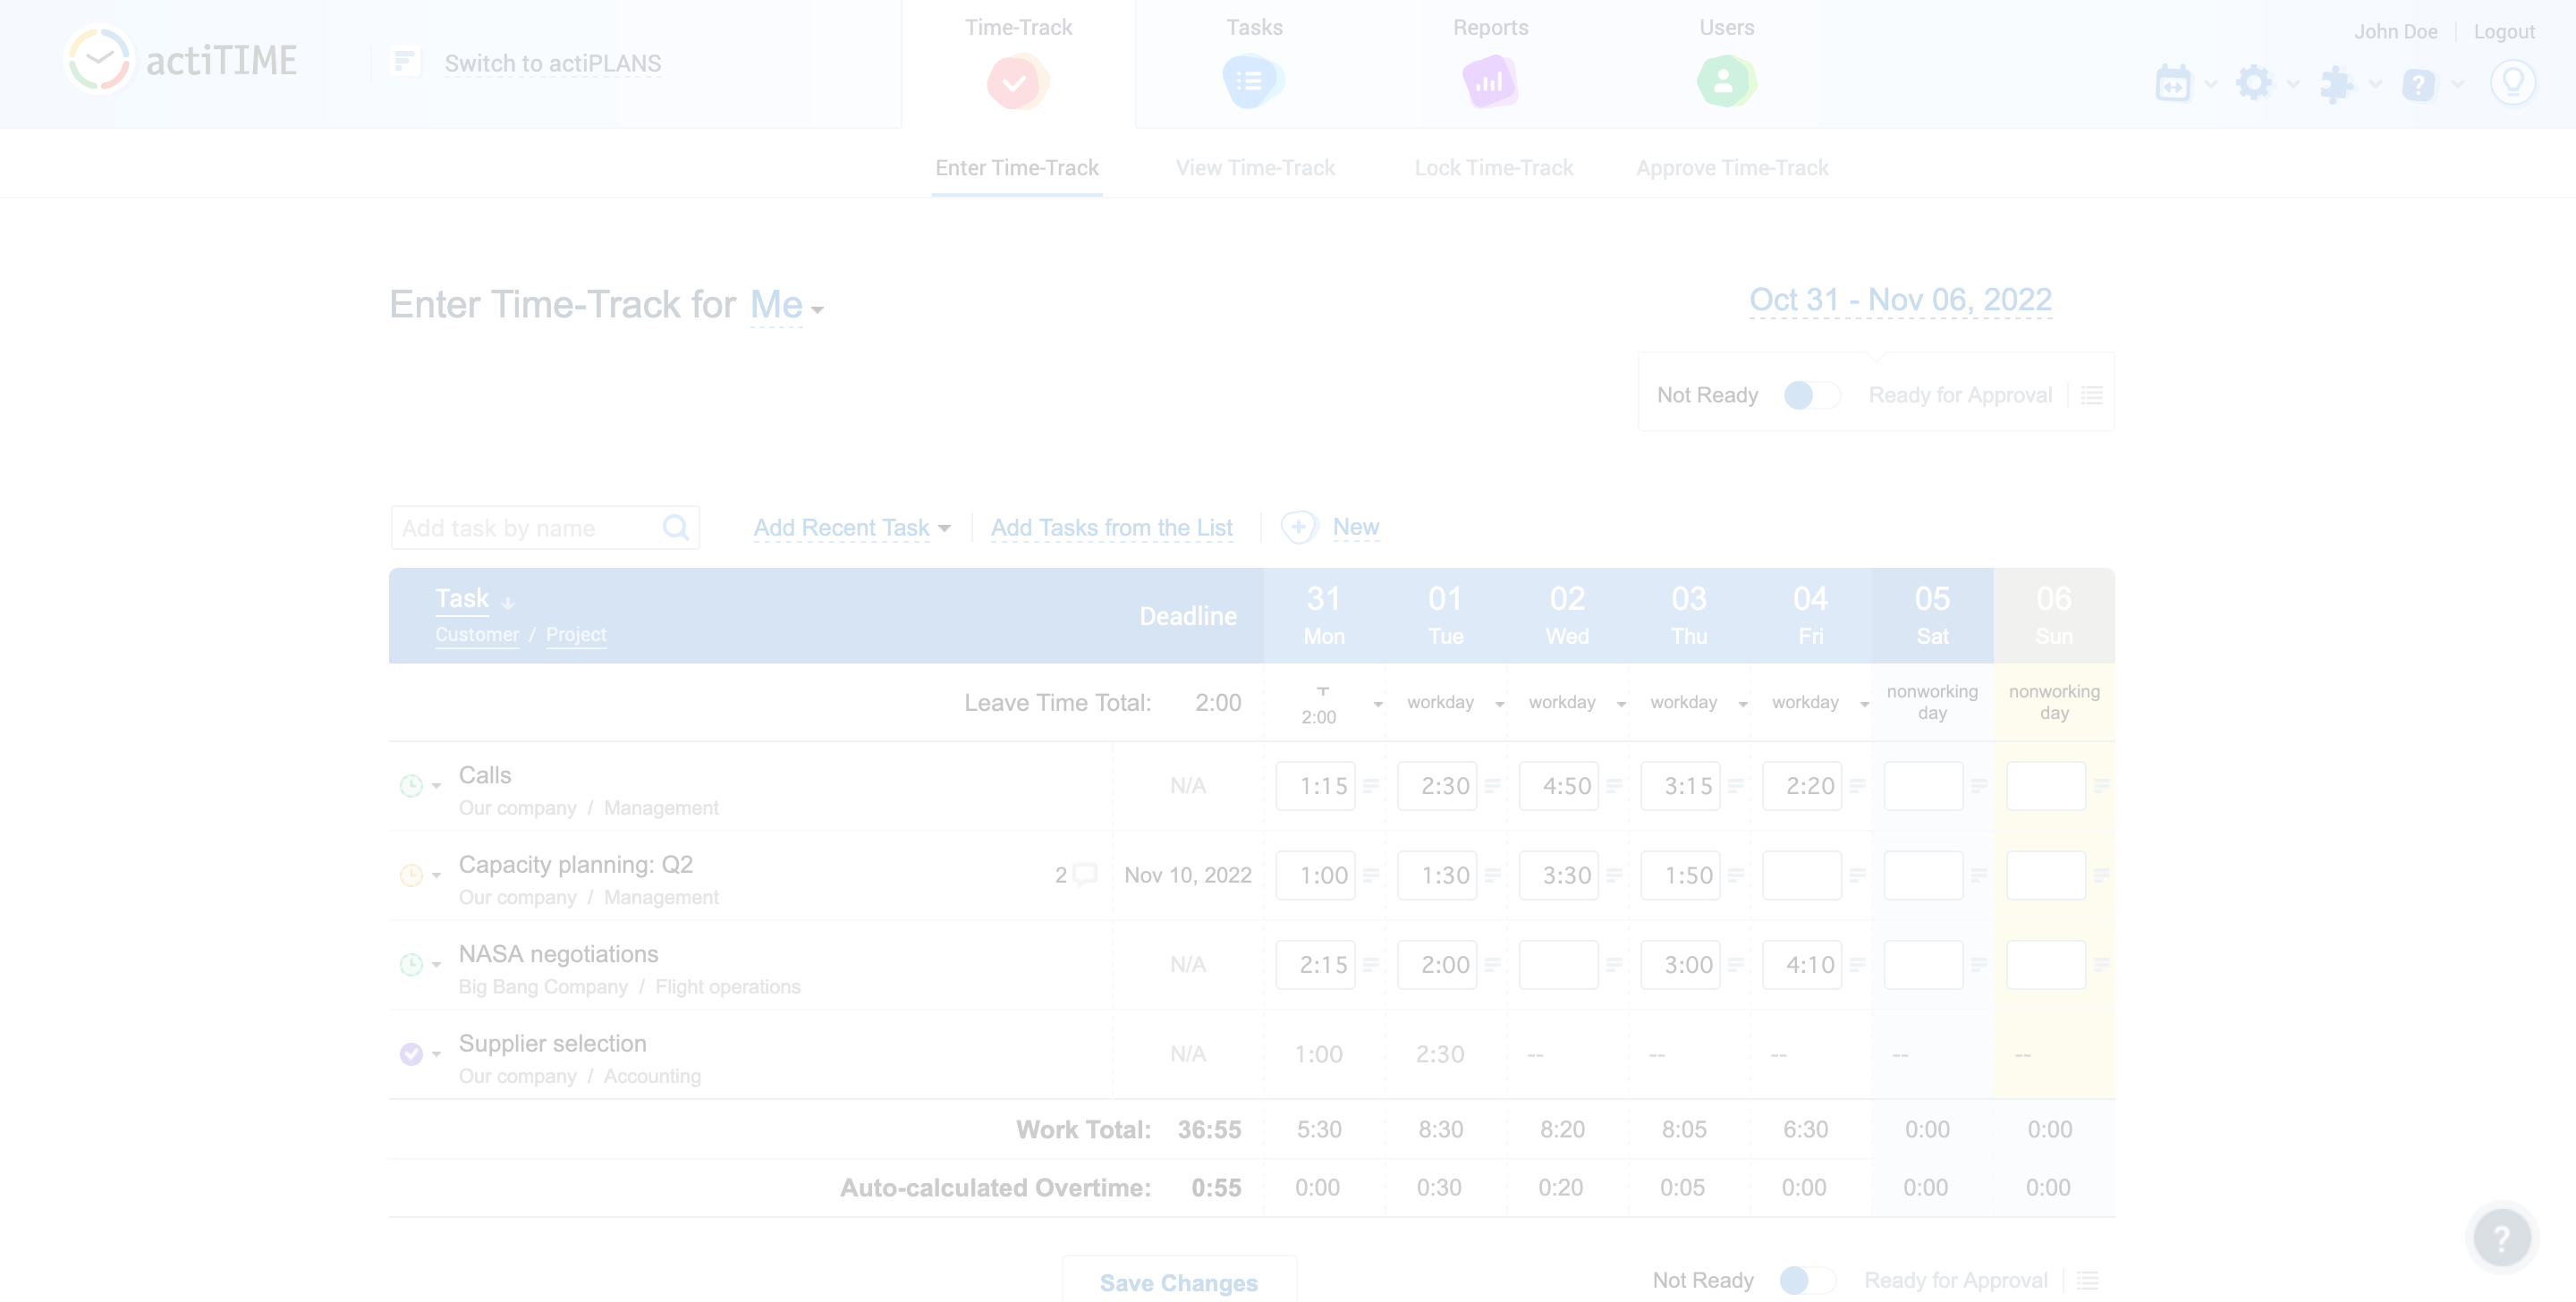 actiTIME
Switch to actiPLANS
Time-Track
Tasks
Reports
Users
John Doe
Logout
Enter Time-Track
View Time-Track
Lock Time-Track
Approve Time-Track
Enter Time-Track for Me
Oct 31 - Nov 06, 2022
Not Ready
Ready for Approval
Add task by name
Add Recent Task
Add Tasks from the List
New
Task
Customer / Project
Deadline
31 01 02 03 04 05 06
Mon Tue Wed Thu Fri Sat Sun
Leave Time Total: 2:00
2:00 workday workday workday workday nonworking day nonworking day
Calls
Our company / Management
N/A 1:15 2:30 4:50 3:15 2:20
Capacity planning: Q2
Our company / Management
2 Nov 10, 2022 1:00 1:30 3:30 1:50
NASA negotiations
Big Bang Company / Flight operations
N/A 2:15 2:00 3:00 4:10
Supplier selection
Our company / Accounting
N/A 1:00 2:30 -- -- -- -- --
Work Total: 36:55 5:30 8:30 8:20 8:05 6:30 0:00 0:00
Auto-calculated Overtime: 0:55 0:00 0:30 0:20 0:05 0:00 0:00 0:00
Save Changes
Not Ready
Ready for Approval
?